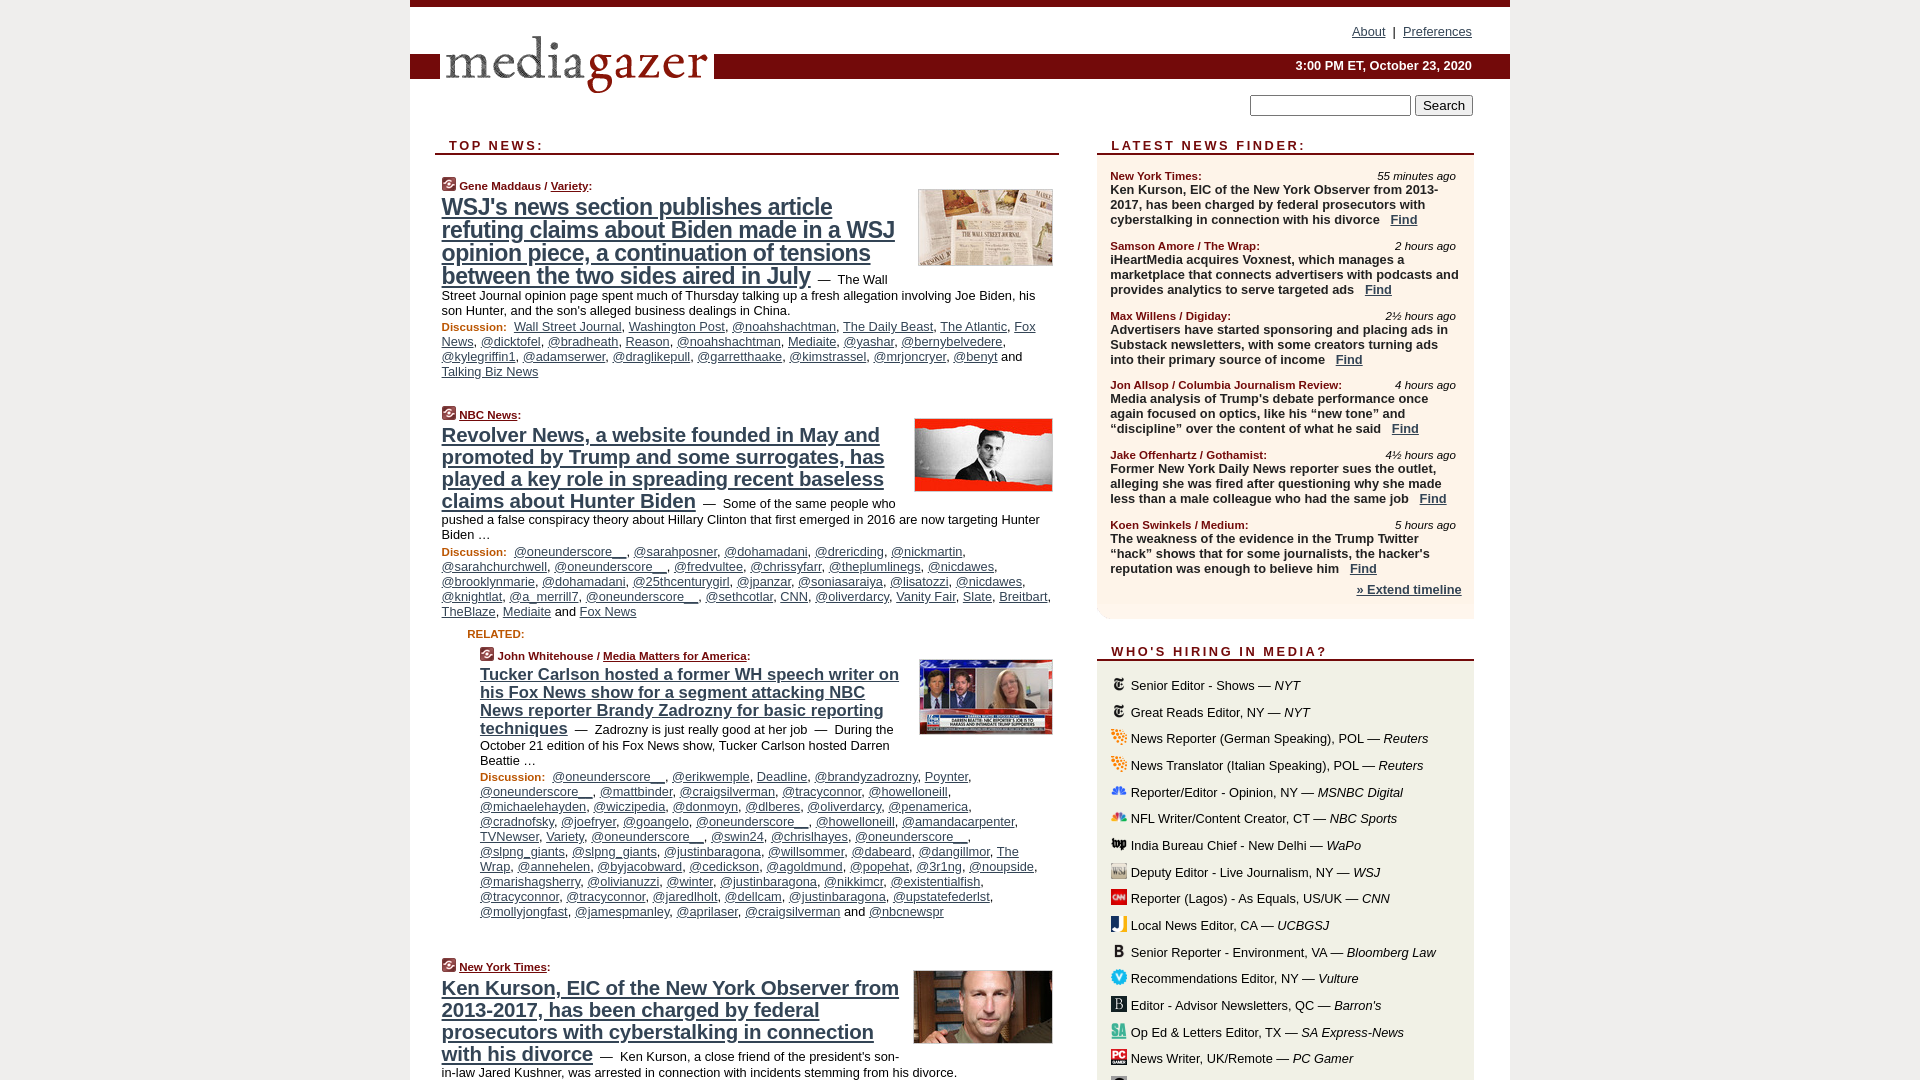 About | Preferences
mediagazer
3:00 PM ET, October 23, 2020
Search
TOP NEWS:
Gene Maddaus / Variety:
WSJ's news section publishes article
refuting claims about Biden made in a WSJ
opinion piece, a continuation of tensions
between the two sides aired in July — The Wall
Street Journal opinion page spent much of Thursday talking up a fresh allegation involving Joe Biden, his
son Hunter, and the son's alleged business dealings in China.
Discussion: Wall Street Journal, Washington Post, @noahshachtman, The Daily Beast, The Atlantic, Fox
News, @dicktofel, @bradheath, Reason, @noahshachtman, Mediaite, @yashar, @bernybelvedere,
@kylegriffin1, @adamserwer, @draglikepull, @garretthaake, @kimstrassel, @mrjoncryer, @benyt and
Talking Biz News
THE WALL STREET JOURNAL
NBC News:
Revolver News, a website founded in May and
promoted by Trump and some surrogates, has
played a key role in spreading recent baseless
claims about Hunter Biden — Some of the same people who
pushed a false conspiracy theory about Hillary Clinton that first emerged in 2016 are now targeting Hunter
Biden …
Discussion: @oneunderscore__, @sarahposner, @dohamadani, @drericding, @nickmartin,
@sarahchurchwell, @oneunderscore__, @fredvultee, @chrissyfarr, @theplumlinegs, @nicdawes,
@brooklynmarie, @dohamadani, @25thcenturygirl, @jpanzar, @soniasaraiya, @lisatozzi, @nicdawes,
@knightlat, @a_merrill7, @oneunderscore__, @sethcotlar, CNN, @oliverdarcy, Vanity Fair, Slate, Breitbart,
TheBlaze, Mediaite and Fox News
RELATED:
John Whitehouse / Media Matters for America:
Tucker Carlson hosted a former WH speech writer on
his Fox News show for a segment attacking NBC
News reporter Brandy Zadrozny for basic reporting
techniques — Zadrozny is just really good at her job — During the
October 21 edition of his Fox News show, Tucker Carlson hosted Darren
Beattie …
Discussion: @oneunderscore__, @erikwemple, Deadline, @brandyzadrozny, Poynter,
@oneunderscore__, @mattbinder, @craigsilverman, @tracyconnor, @howelloneill,
@michaelehayden, @wiczipedia, @donmoyn, @dlberes, @oliverdarcy, @penamerica,
@cradnofsky, @joefryer, @goangelo, @oneunderscore__, @howelloneill, @amandacarpenter,
TVNewser, Variety, @oneunderscore__, @swin24, @chrislhayes, @oneunderscore__,
@slpng_giants, @slpng_giants, @justinbaragona, @willsommer, @dabeard, @dangillmor, The
Wrap, @annehelen, @byjacobward, @cedickson, @agoldmund, @popehat, @3r1ng, @noupside,
@marishagsherry, @olivianuzzi, @winter, @justinbaragona, @nikkimcr, @existentialfish,
@tracyconnor, @tracyconnor, @jaredlholt, @dellcam, @justinbaragona, @upstatefederlst,
@mollyjongfast, @jamespmanley, @aprilaser, @craigsilverman and @nbcnewspr
DARREN BEATTIE: NBC REPORTER'S JOB IS TO
HARASS AND INTIMIDATE TRUMP SUPPORTERS
New York Times:
Ken Kurson, EIC of the New York Observer from
2013-2017, has been charged by federal
prosecutors with cyberstalking in connection
with his divorce — Ken Kurson, a close friend of the president's son-
in-law Jared Kushner, was arrested in connection with incidents stemming from his divorce.
LATEST NEWS FINDER:
New York Times: 55 minutes ago
Ken Kurson, EIC of the New York Observer from 2013-
2017, has been charged by federal prosecutors with
cyberstalking in connection with his divorce Find
Samson Amore / The Wrap: 2 hours ago
iHeartMedia acquires Voxnest, which manages a
marketplace that connects advertisers with podcasts and
provides analytics to serve targeted ads Find
Max Willens / Digiday: 2½ hours ago
Advertisers have started sponsoring and placing ads in
Substack newsletters, with some creators turning ads
into their primary source of income Find
Jon Allsop / Columbia Journalism Review: 4 hours ago
Media analysis of Trump's debate performance once
again focused on optics, like his “new tone” and
“discipline” over the content of what he said Find
Jake Offenhartz / Gothamist: 4½ hours ago
Former New York Daily News reporter sues the outlet,
alleging she was fired after questioning why she made
less than a male colleague who had the same job Find
Koen Swinkels / Medium: 5 hours ago
The weakness of the evidence in the Trump Twitter
“hack” shows that for some journalists, the hacker's
reputation was enough to believe him Find
» Extend timeline
WHO'S HIRING IN MEDIA?
Senior Editor - Shows — NYT
Great Reads Editor, NY — NYT
News Reporter (German Speaking), POL — Reuters
News Translator (Italian Speaking), POL — Reuters
Reporter/Editor - Opinion, NY — MSNBC Digital
NFL Writer/Content Creator, CT — NBC Sports
wp India Bureau Chief - New Delhi — WaPo
WSJ Deputy Editor - Live Journalism, NY — WSJ
CNN Reporter (Lagos) - As Equals, US/UK — CNN
Local News Editor, CA — UCBGSJ
B Senior Reporter - Environment, VA — Bloomberg Law
Recommendations Editor, NY — Vulture
B Editor - Advisor Newsletters, QC — Barron's
SA Op Ed & Letters Editor, TX — SA Express-News
PC GAMER News Writer, UK/Remote — PC Gamer